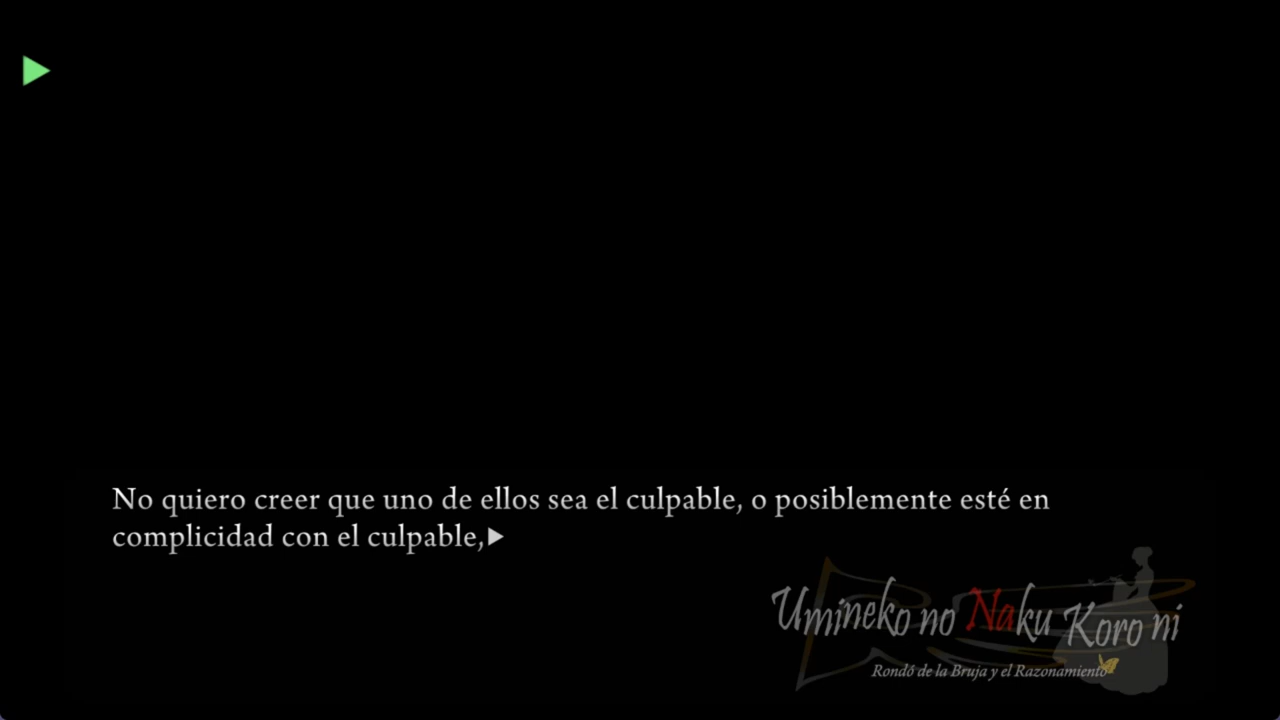 No quiero creer que uno de ellos sea el culpable, o posiblemente esté en
complicidad con el culpable,
Umineko no Naku Koro ni
Rondó de la Bruja y el Razonamiento